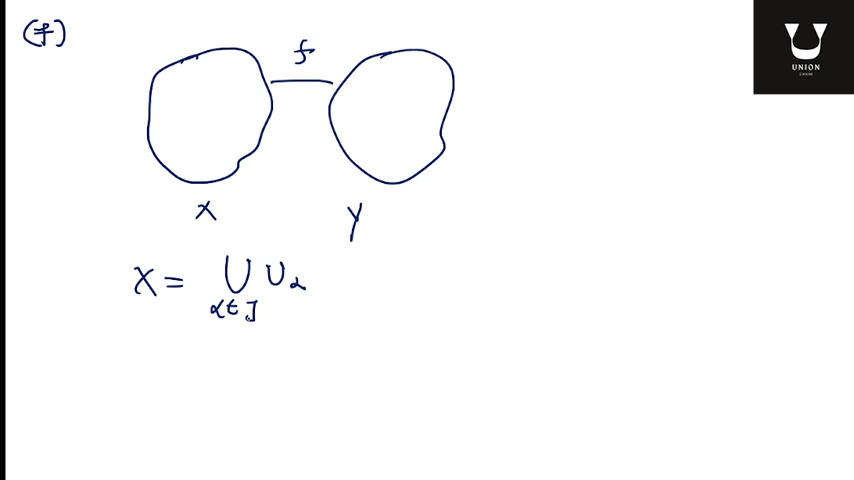 (f)
f
X
Y
X = ⋃ U_α
α∈J
UNION